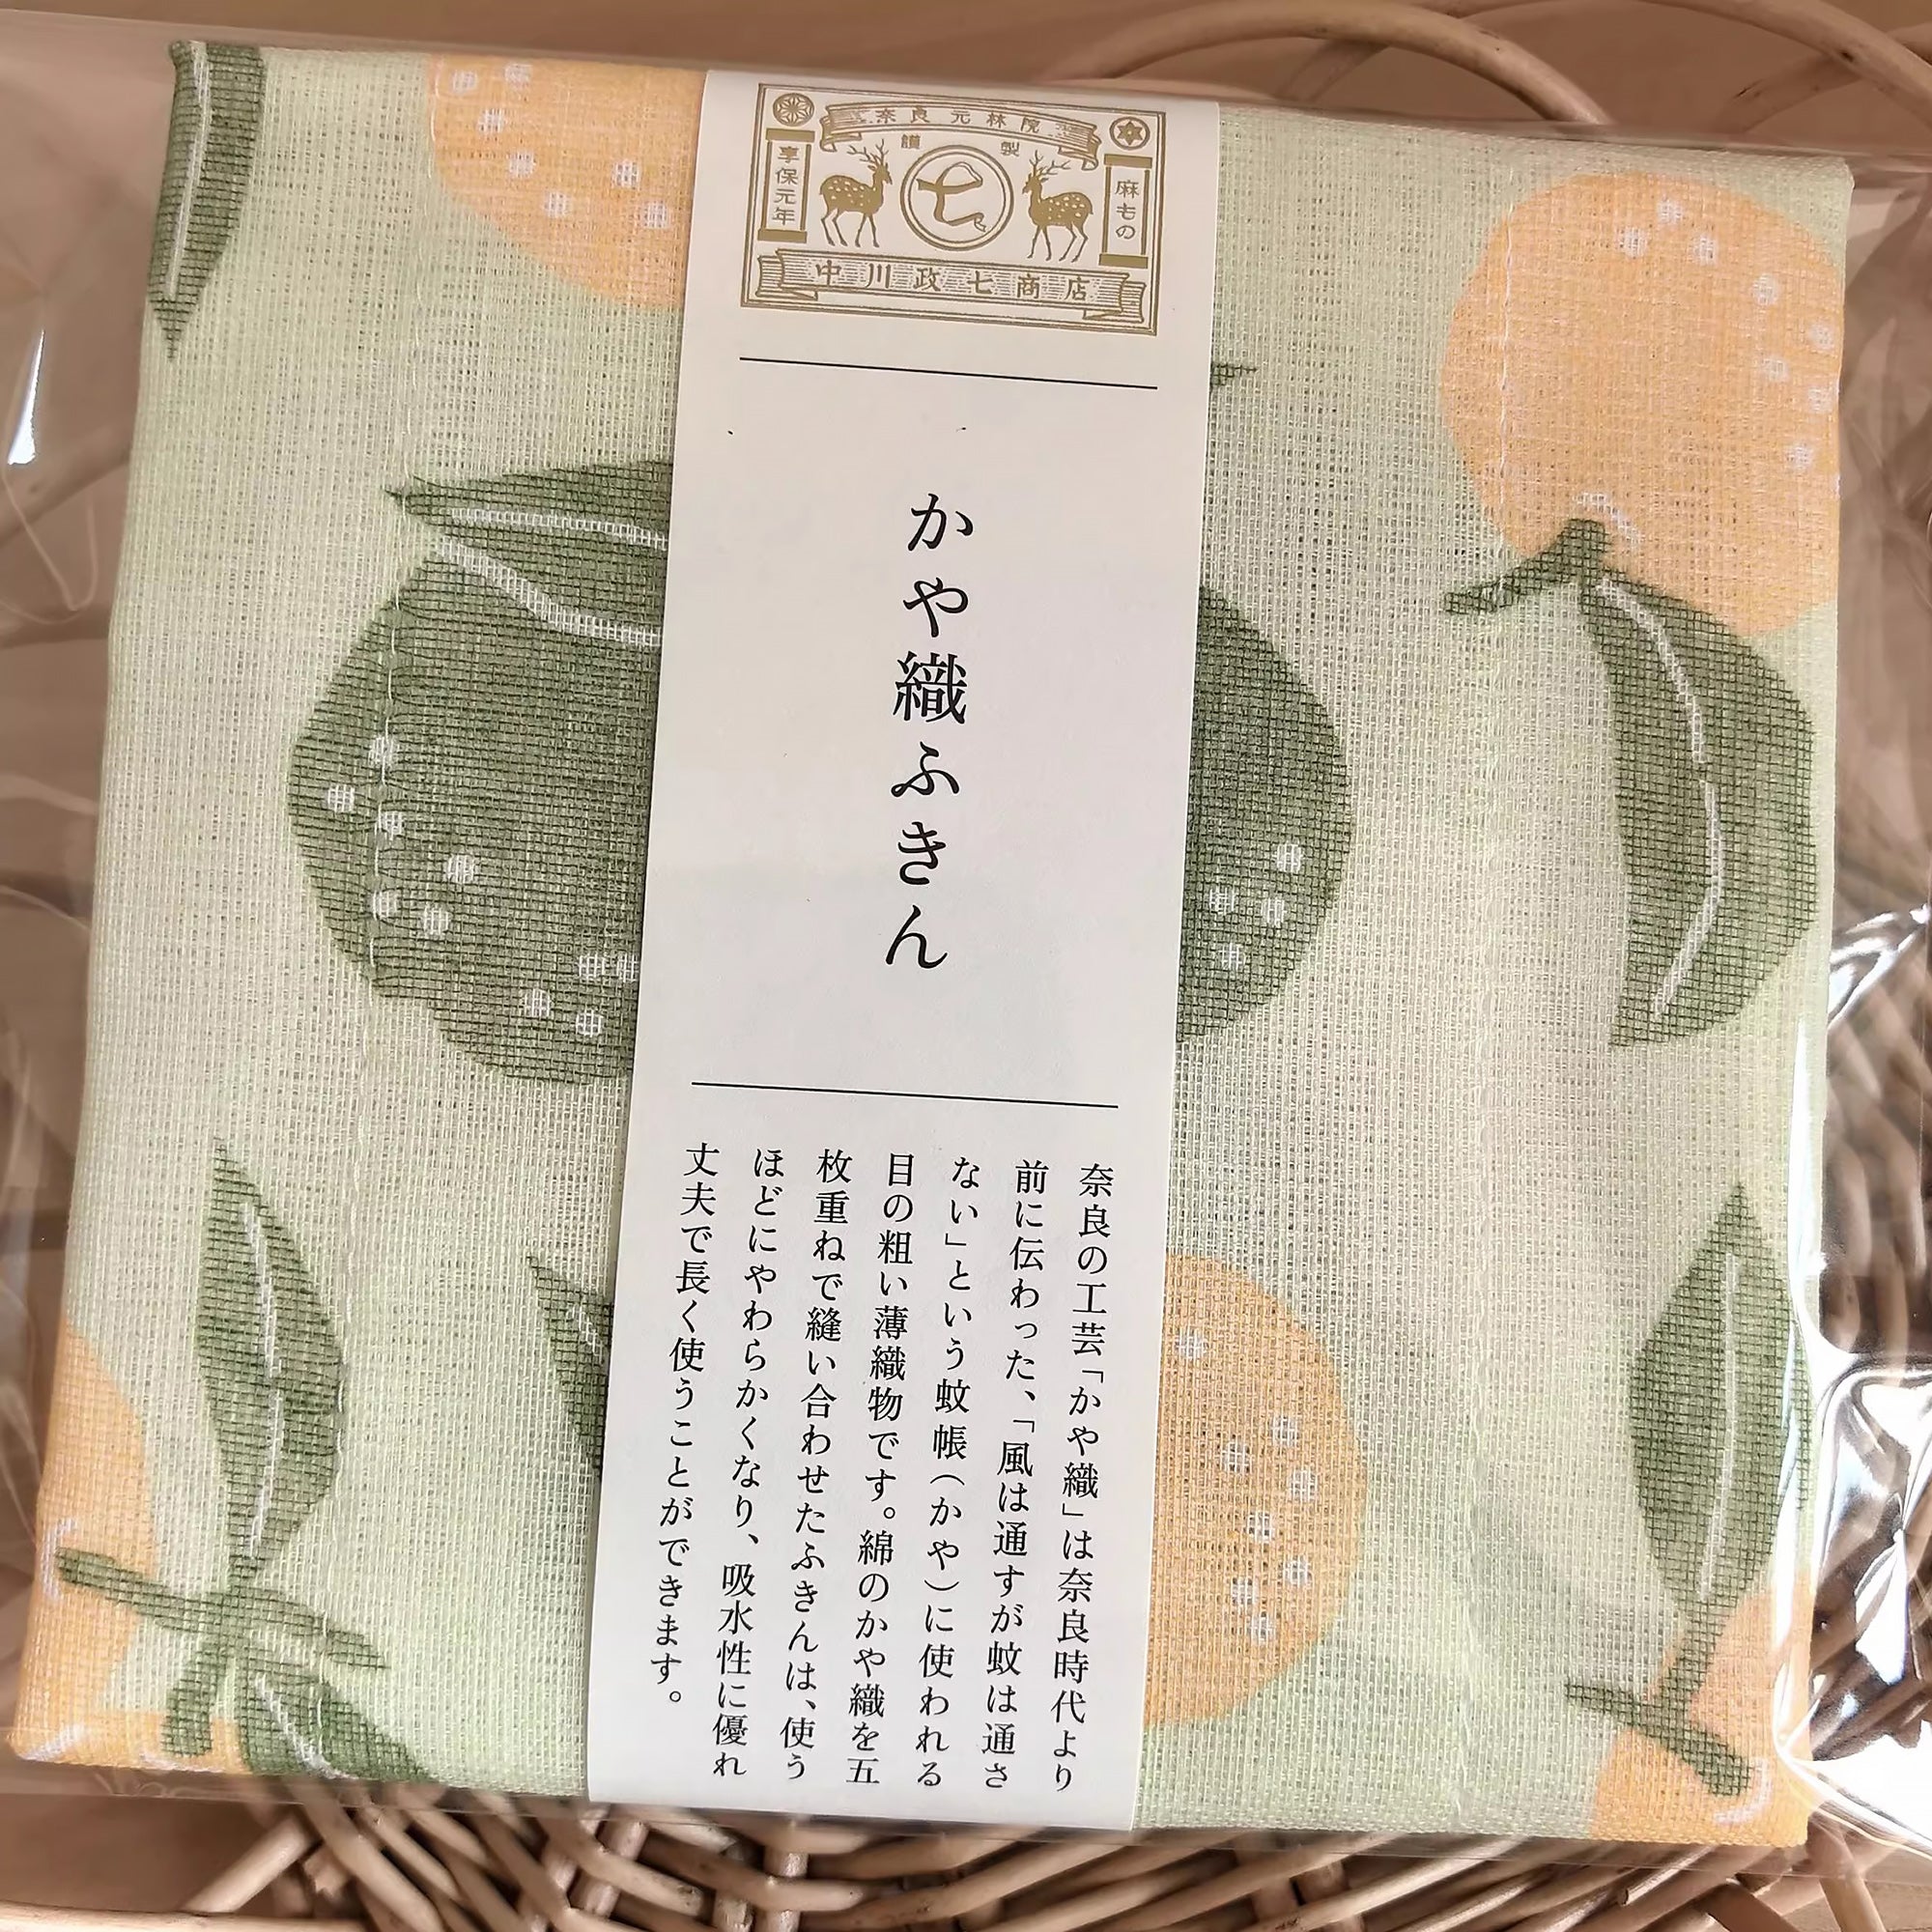 奈良元林院
謹製
享保元年
麻もの
七
中川政七商店
かや織ふきん
奈良の工芸「かや織」は奈良時代より
前に伝わった、「風は通すが蚊は通さ
ない」という蚊帳（かや）に使われる
目の粗い薄織物です。綿のかや織を五
枚重ねで縫い合わせたふきんは、使う
ほどにやわらかくなり、吸水性に優れ
丈夫で長く使うことができます。